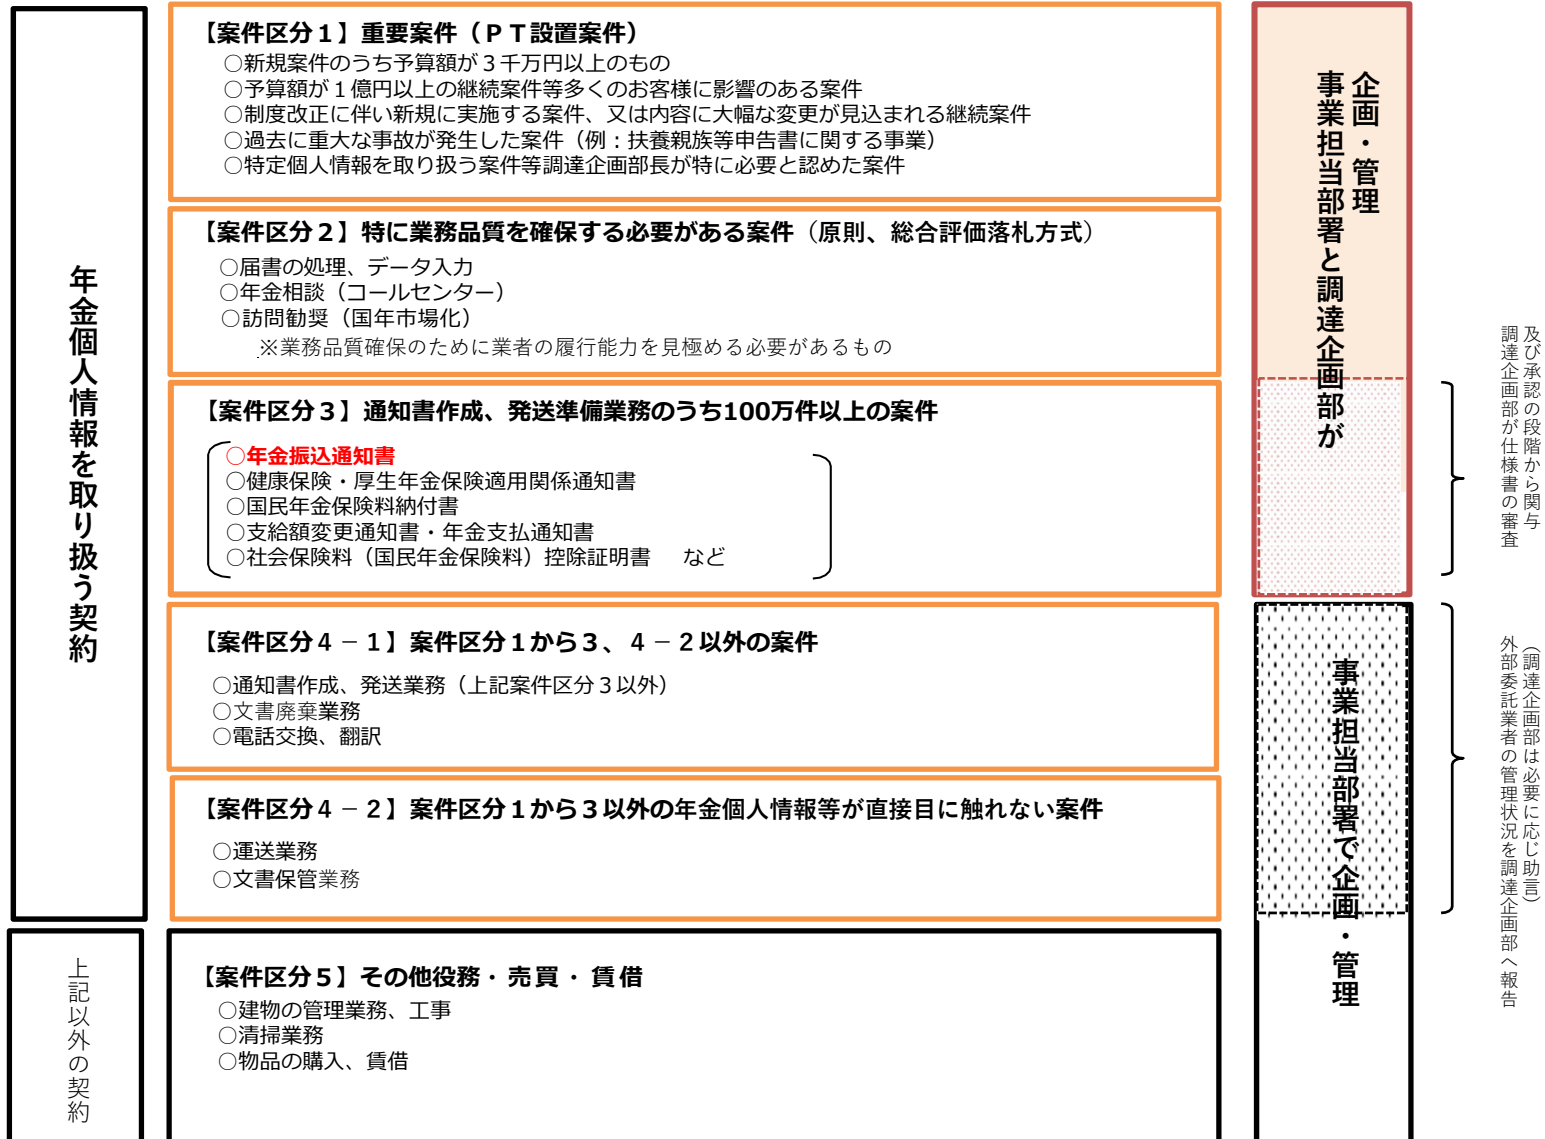 年金個人情報を取り扱う契約
【案件区分１】重要案件（ＰＴ設置案件）
○新規案件のうち予算額が３千万円以上のもの
○予算額が１億円以上の継続案件等多くのお客様に影響のある案件
○制度改正に伴い新規に実施する案件、又は内容に大幅な変更が見込まれる継続案件
○過去に重大な事故が発生した案件（例：扶養親族等申告書に関する事業）
○特定個人情報を取り扱う案件等調達企画部長が特に必要と認めた案件
【案件区分２】特に業務品質を確保する必要がある案件（原則、総合評価落札方式）
○届書の処理、データ入力
○年金相談（コールセンター）
○訪問勧奨（国年市場化）
※業務品質確保のために業者の履行能力を見極める必要があるもの
【案件区分３】通知書作成、発送準備業務のうち100万件以上の案件
○年金振込通知書
○健康保険・厚生年金保険適用関係通知書
○国民年金保険料納付書
○支給額変更通知書・年金支払通知書
○社会保険料（国民年金保険料）控除証明書　など
【案件区分４－１】案件区分１から３、４－２以外の案件
○通知書作成、発送業務（上記案件区分３以外）
○文書廃棄業務
○電話交換、翻訳
【案件区分４－２】案件区分１から３以外の年金個人情報等が直接目に触れない案件
○運送業務
○文書保管業務
上記以外の契約
【案件区分５】その他役務・売買・賃借
○建物の管理業務、工事
○清掃業務
○物品の購入、賃借
事業担当部署と調達企画部が
企画・管理
調達企画部が仕様書の審査
及び承認の段階から関与
事業担当部署で企画・管理
外部委託業者の管理状況を調達企画部へ報告
（調達企画部は必要に応じ助言）